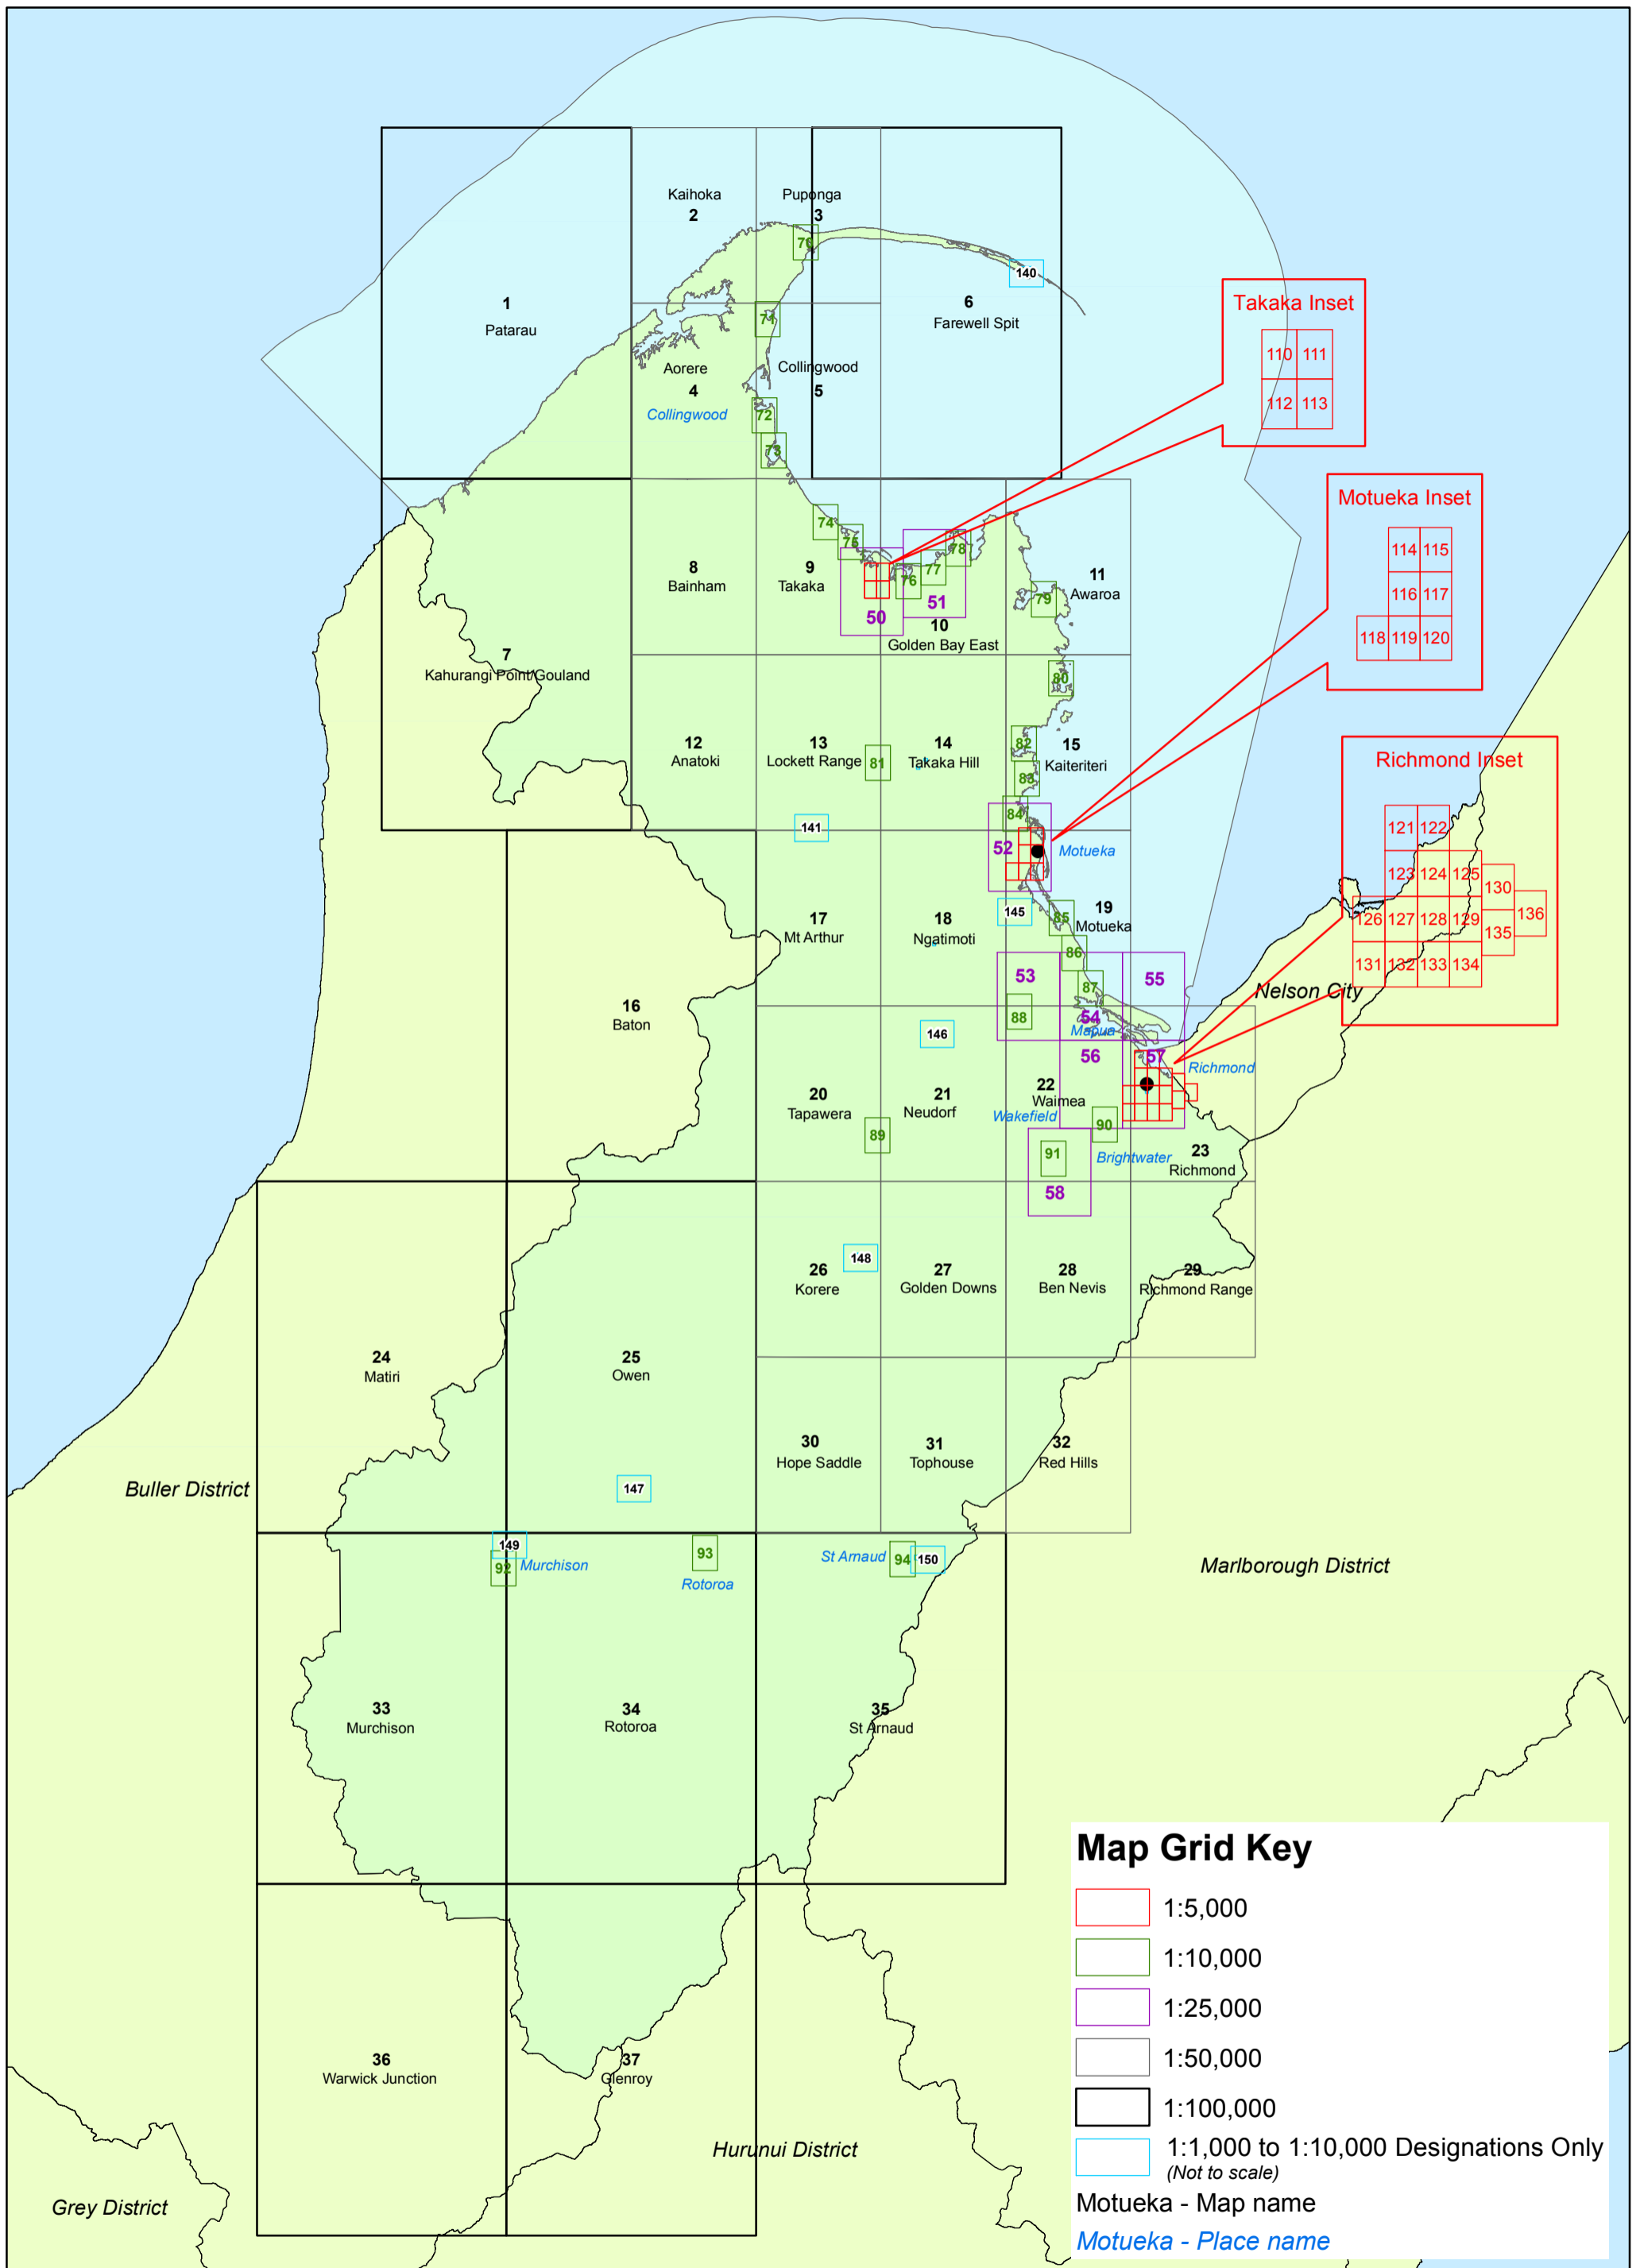 Kaihoka
2
Puponga
3
70
140
1
Patarau
6
Farewell Spit
71
Aorere
4
Collingwood
Collingwood
5
72
73
Takaka Inset
110 111
112 113
Motueka Inset
114 115
116 117
118 119 120
74
75
76
77
78
8
Bainham
9
Takaka
50
51
10
Golden Bay East
11
Awaroa
79
7
Kahurangi Point/Gouland
80
12
Anatoki
13
Lockett Range
81
14
Takaka Hill
82
15
Kaiteriteri
83
84
141
52
Motueka
Richmond Inset
121 122
123 124 125
130
126 127 128 129
136
135
131 132 133 134
17
Mt Arthur
18
Ngatimoti
145
85
19
Motueka
86
53
55
87
Nelson City
16
Baton
88
54
146
Mapua
56
57
Richmond
20
Tapawera
21
Neudorf
22
Waimea
Wakefield
89
90
91
Brightwater
23
Richmond
58
148
26
Korere
27
Golden Downs
28
Ben Nevis
29
Richmond Range
24
Matiri
25
Owen
30
Hope Saddle
31
Tophouse
32
Red Hills
Buller District
147
149
92
Murchison
93
Rotoroa
St Arnaud
94
150
Marlborough District
33
Murchison
34
Rotoroa
35
St Arnaud
36
Warwick Junction
37
Glenroy
Hurunui District
Grey District
Map Grid Key
1:5,000
1:10,000
1:25,000
1:50,000
1:100,000
1:1,000 to 1:10,000 Designations Only
(Not to scale)
Motueka - Map name
Motueka - Place name